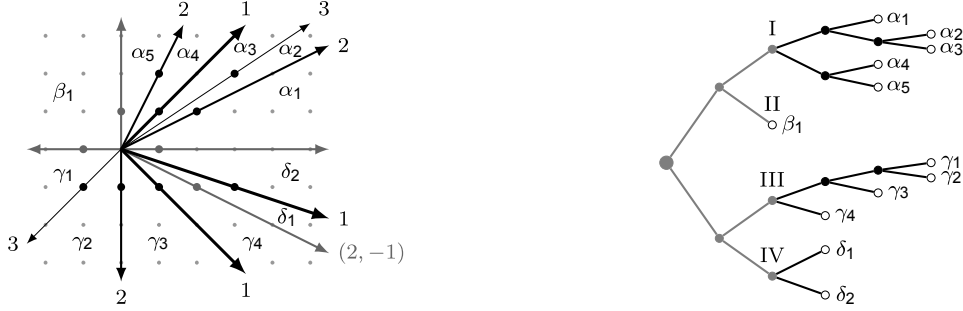 2 1 3
2
α₅ α₄ α₃ α₂
β₁ α₁
γ₁ δ₂
δ₁ 1
3 γ₂ γ₃ γ₄ (2, −1)
2 1
I α₁
α₂
α₃
α₄
α₅
II β₁
III γ₁
γ₂
γ₃
γ₄
IV δ₁
δ₂